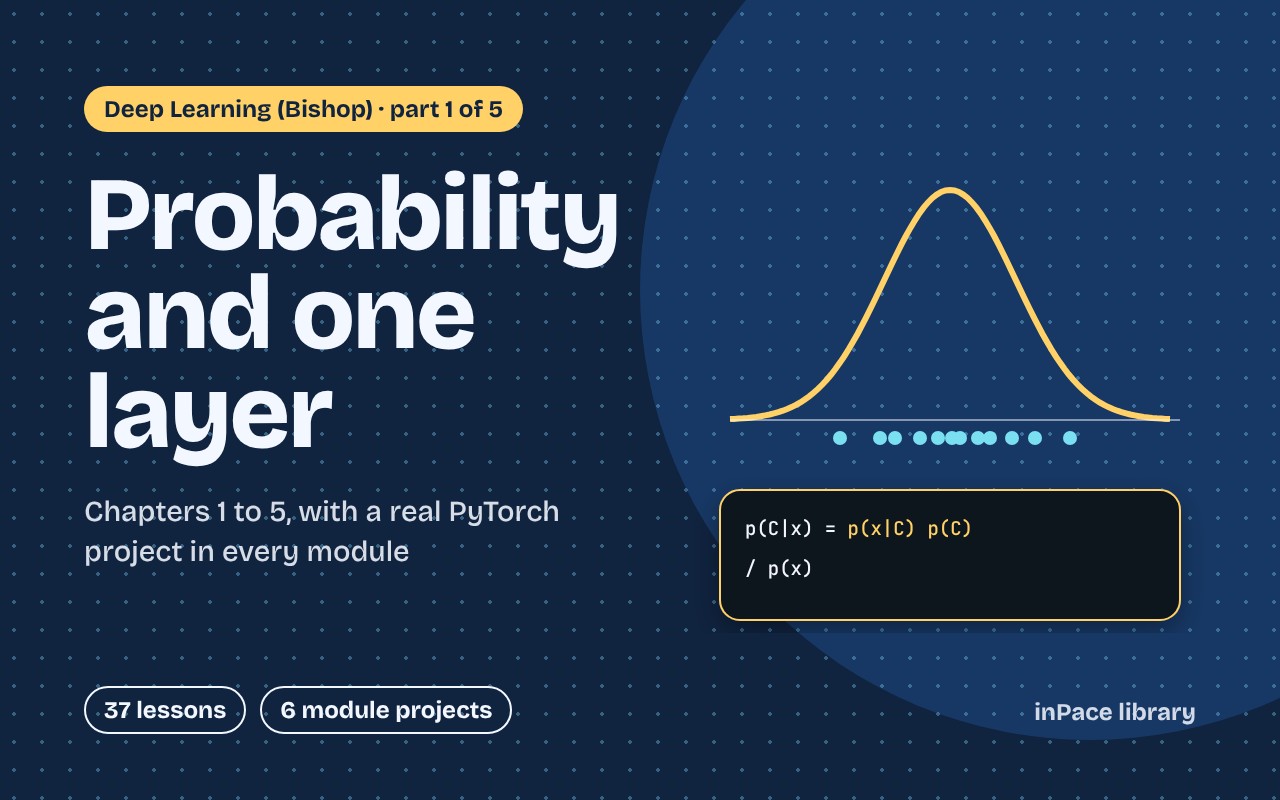 Deep Learning (Bishop) · part 1 of 5
Probability
and one
layer
Chapters 1 to 5, with a real PyTorch
project in every module
p(C|x) = p(x|C) p(C)
/ p(x)
37 lessons
6 module projects
inPace library